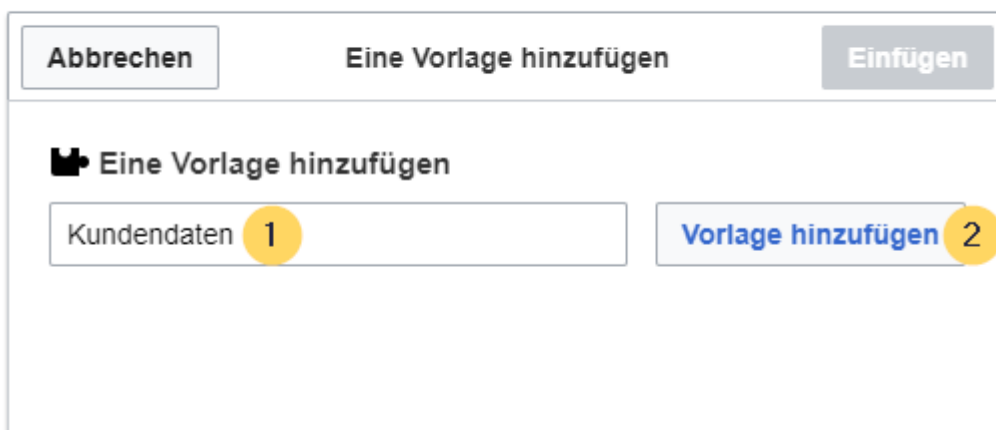 Abbrechen Eine Vorlage hinzufügen Einfügen
Eine Vorlage hinzufügen
Kundendaten 1 Vorlage hinzufügen 2